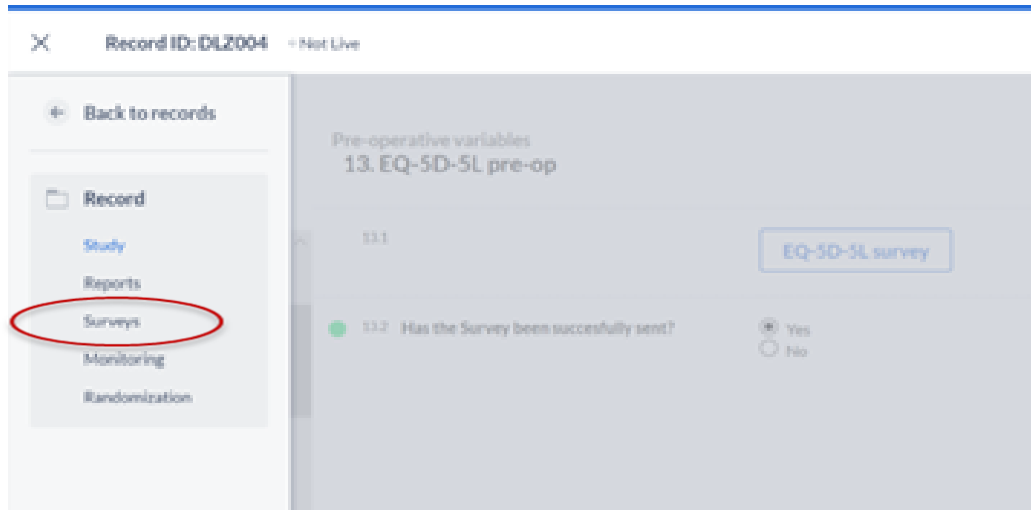 Record ID: DLZ004 Not Live
Back to records
Record
Study
Reports
Surveys
Monitoring
Randomization
Pre-operative variables
13. EQ-5D-5L pre-op
13.1 EQ-5D-5L survey
13.2 Has the Survey been succesfully sent? Yes
No